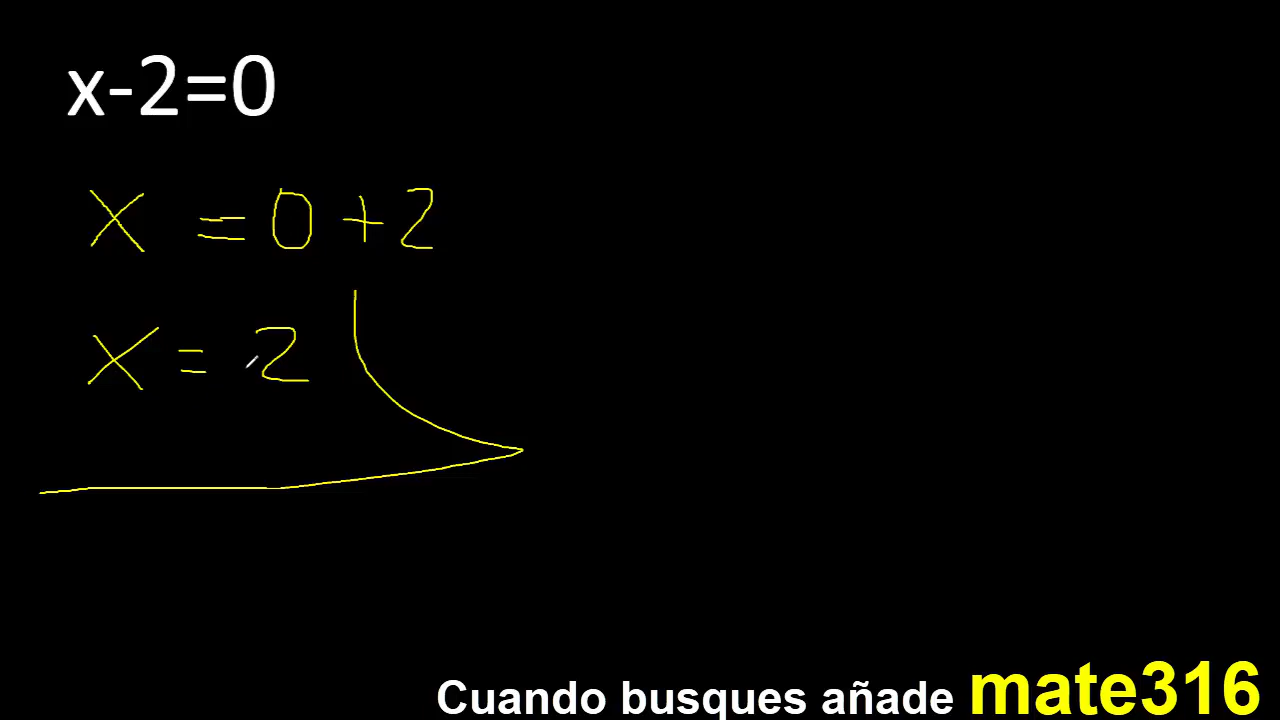 x-2=0
x = 0 + 2
x = 2
Cuando busques añade mate316